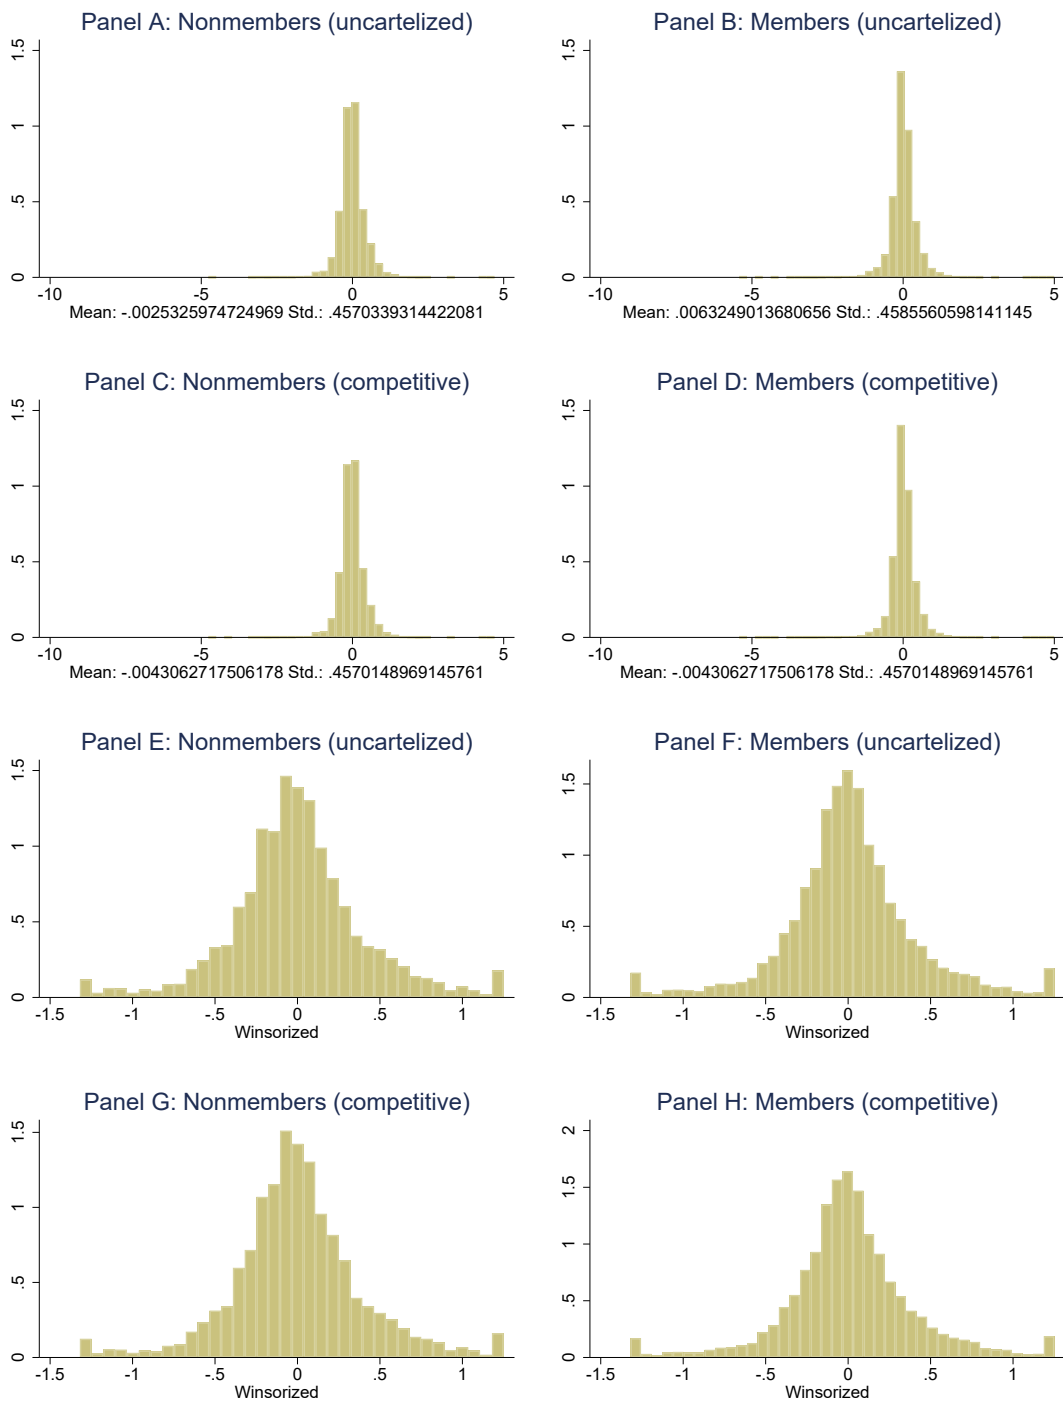 Panel A: Nonmembers (uncartelized)
1.5
1
.5
0
-10 -5 0 5
Mean: -.0025325974724969 Std.: .4570339314422081
Panel B: Members (uncartelized)
1.5
1
.5
0
-10 -5 0 5
Mean: .0063249013680656 Std.: .4585560598141145
Panel C: Nonmembers (competitive)
1.5
1
.5
0
-10 -5 0 5
Mean: -.0043062717506178 Std.: .4570148969145761
Panel D: Members (competitive)
1.5
1
.5
0
-10 -5 0 5
Mean: -.0043062717506178 Std.: .4570148969145761
Panel E: Nonmembers (uncartelized)
1.5
1
.5
0
-1.5 -1 -.5 0 .5 1
Winsorized
Panel F: Members (uncartelized)
1.5
1
.5
0
-1.5 -1 -.5 0 .5 1
Winsorized
Panel G: Nonmembers (competitive)
1.5
1
.5
0
-1.5 -1 -.5 0 .5 1
Winsorized
Panel H: Members (competitive)
2
1.5
1
.5
0
-1.5 -1 -.5 0 .5 1
Winsorized